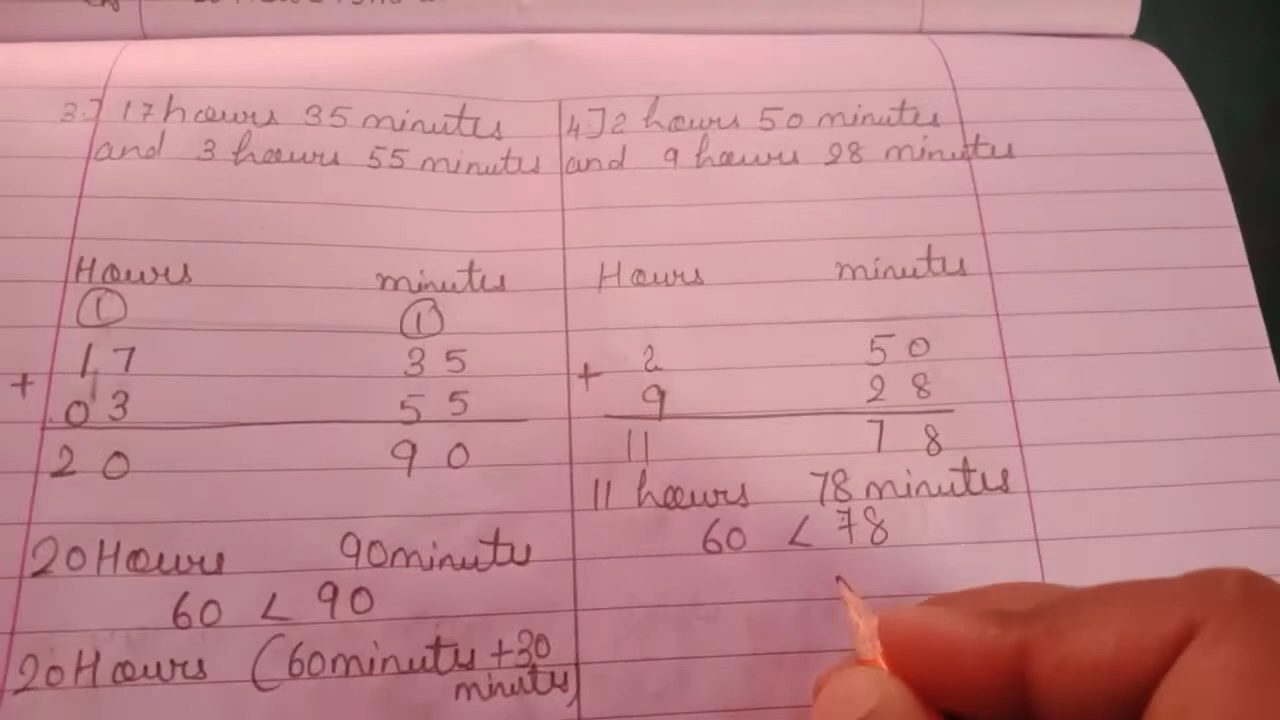 3.] 17 hours 35 minutes
and 3 hours 55 minutes
Hours minutes
① ①
17 35
+ 03 55
20 90
20 Hours 90 minute
60 < 90
20 Hours (60 minutes + 30
minutes)
4] 2 hours 50 minutes
and 9 hours 28 minutes
Hours minutes
+ 2 50
9 28
11 78
11 hours 78 minutes
60 < 78